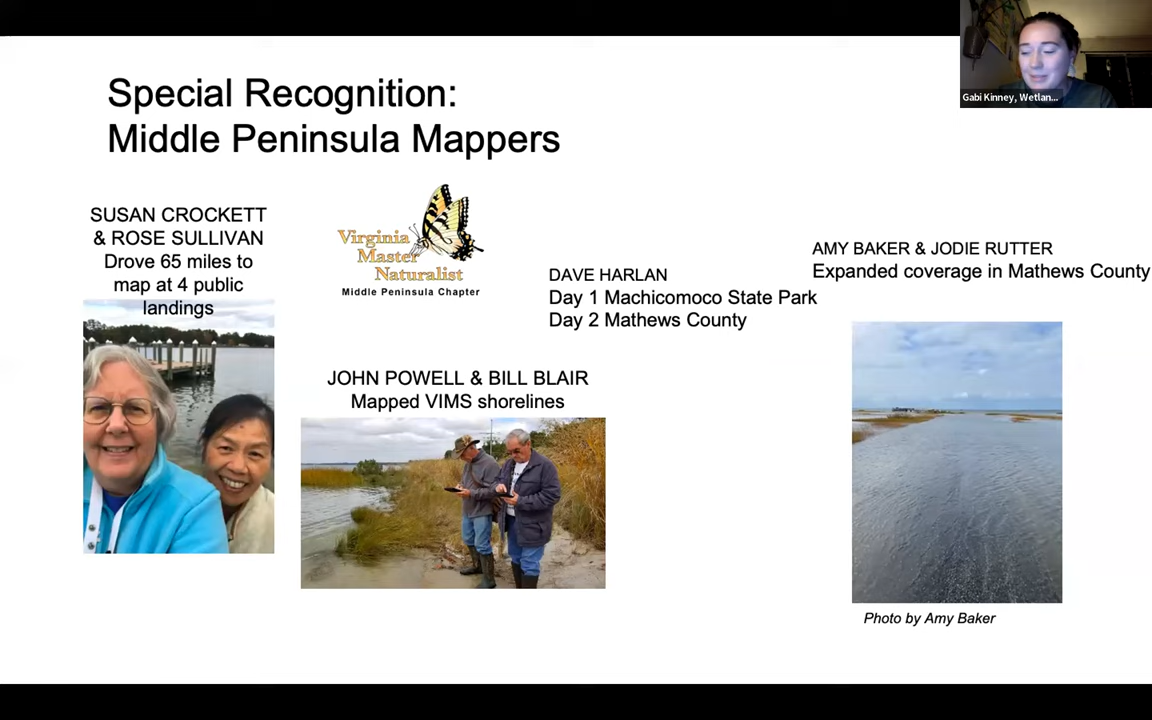 Special Recognition:
Middle Peninsula Mappers
Gabi Kinney, Wetlan...
SUSAN CROCKETT
& ROSE SULLIVAN
Drove 65 miles to
map at 4 public
landings
Virginia
Master
Naturalist
Middle Peninsula Chapter
JOHN POWELL & BILL BLAIR
Mapped VIMS shorelines
DAVE HARLAN
Day 1 Machicomoco State Park
Day 2 Mathews County
AMY BAKER & JODIE RUTTER
Expanded coverage in Mathews County
Photo by Amy Baker